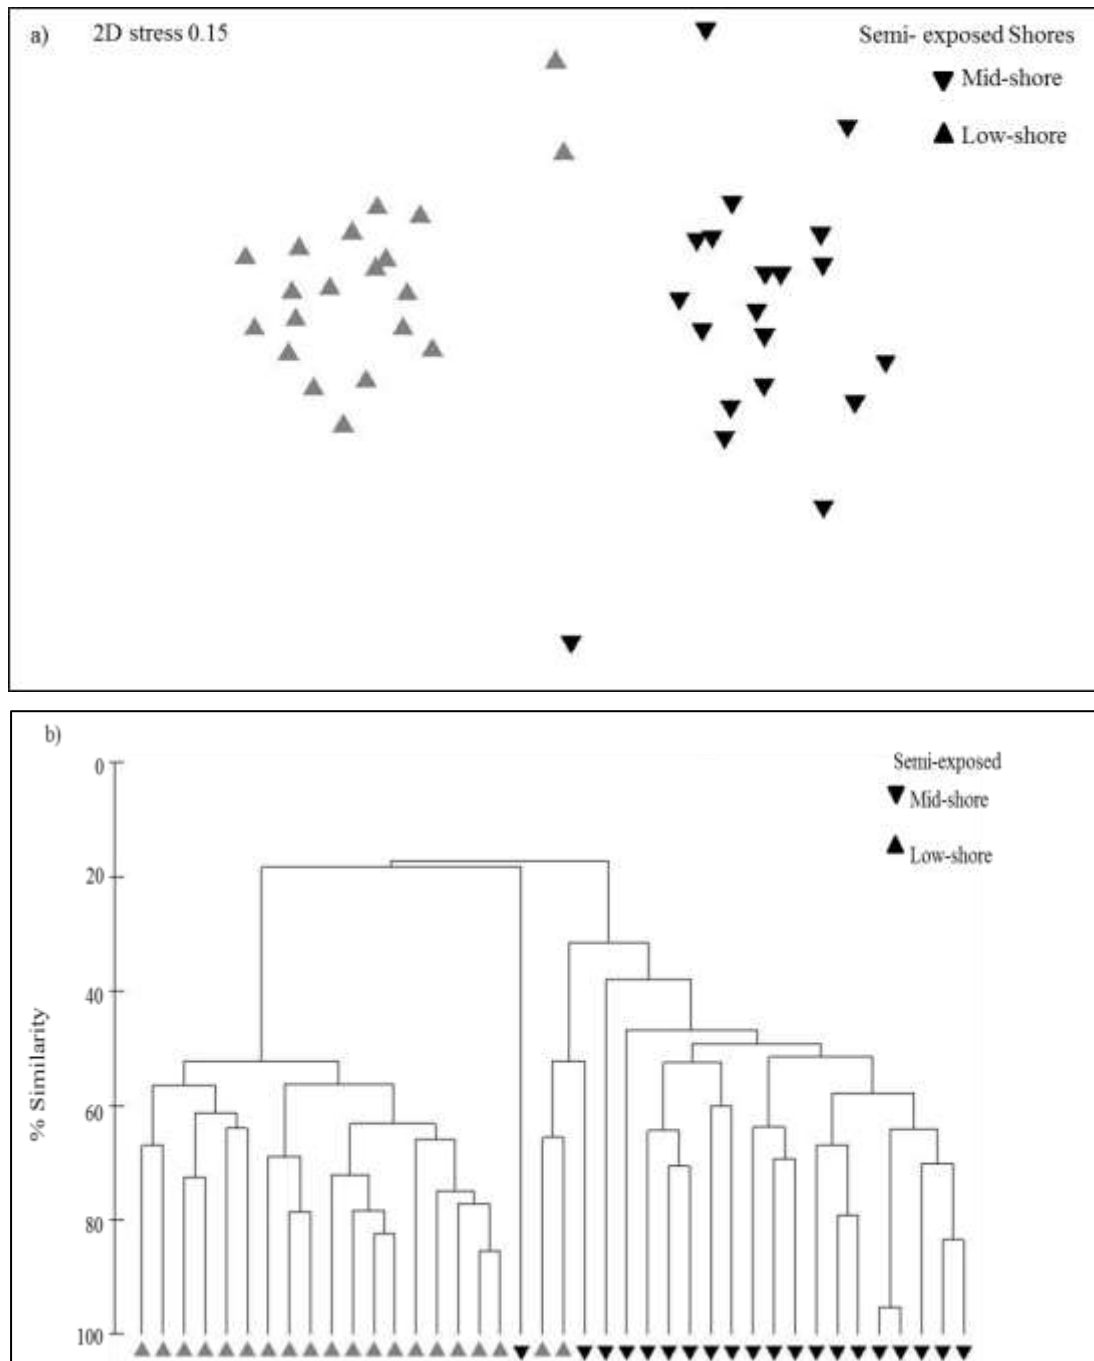 a) 2D stress 0.15
Semi- exposed Shores
Mid-shore
Low-shore
b)
Semi-exposed
Mid-shore
Low-shore
% Similarity
0
20
40
60
80
100